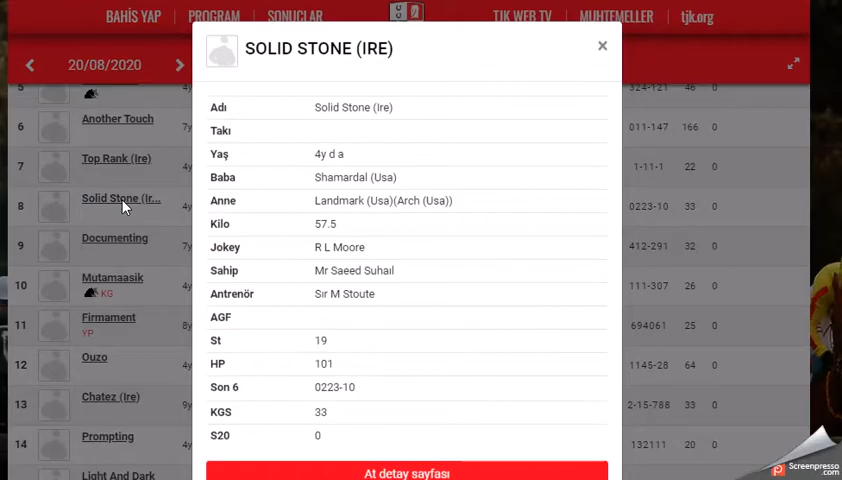 BAHİS YAP PROGRAM SONUÇLAR TJK WEB TV MUHTEMELLER tjk.org
20/08/2020
SOLID STONE (IRE) ×
Adı Solid Stone (Ire)
Takı
Yaş 4y d a
Baba Shamardal (Usa)
Anne Landmark (Usa)(Arch (Usa))
Kilo 57.5
Jokey R L Moore
Sahip Mr Saeed Suhaıl
Antrenör Sır M Stoute
AGF
St 19
HP 101
Son 6 0223-10
KGS 33
S20 0
At detay sayfası
5 4y 324-121 46 0
6 Another Touch 7y 011-147 166 0
7 Top Rank (Ire) 4y 1-11-1 22 0
8 Solid Stone (Ir... 4y 0223-10 33 0
9 Documenting 7y 412-291 32 0
10 Mutamaasik 4y 111-307 26 0
KG
11 Firmament 8y 694061 25 0
YP
12 Ouzo 4y 1145-28 64 0
13 Chatez (Ire) 9y 2-15-788 33 0
14 Prompting 4y 132111 20 0
Light And Dark
Screenpresso
.com